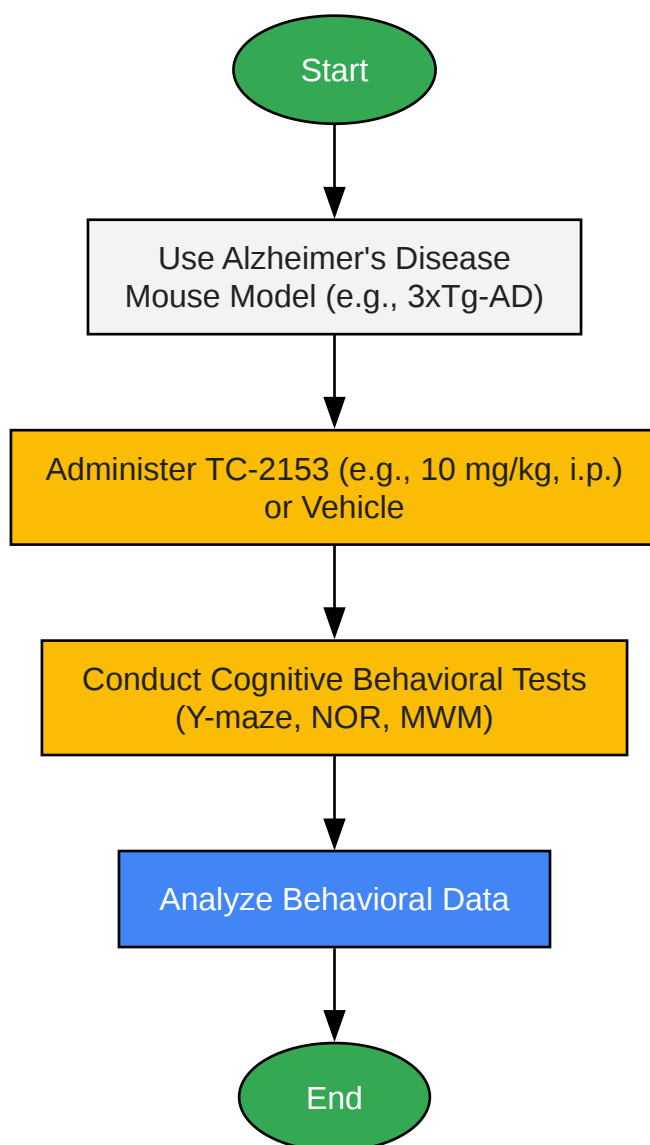 Start
Use Alzheimer's Disease
Mouse Model (e.g., 3xTg-AD)
Administer TC-2153 (e.g., 10 mg/kg, i.p.)
or Vehicle
Conduct Cognitive Behavioral Tests
(Y-maze, NOR, MWM)
Analyze Behavioral Data
End